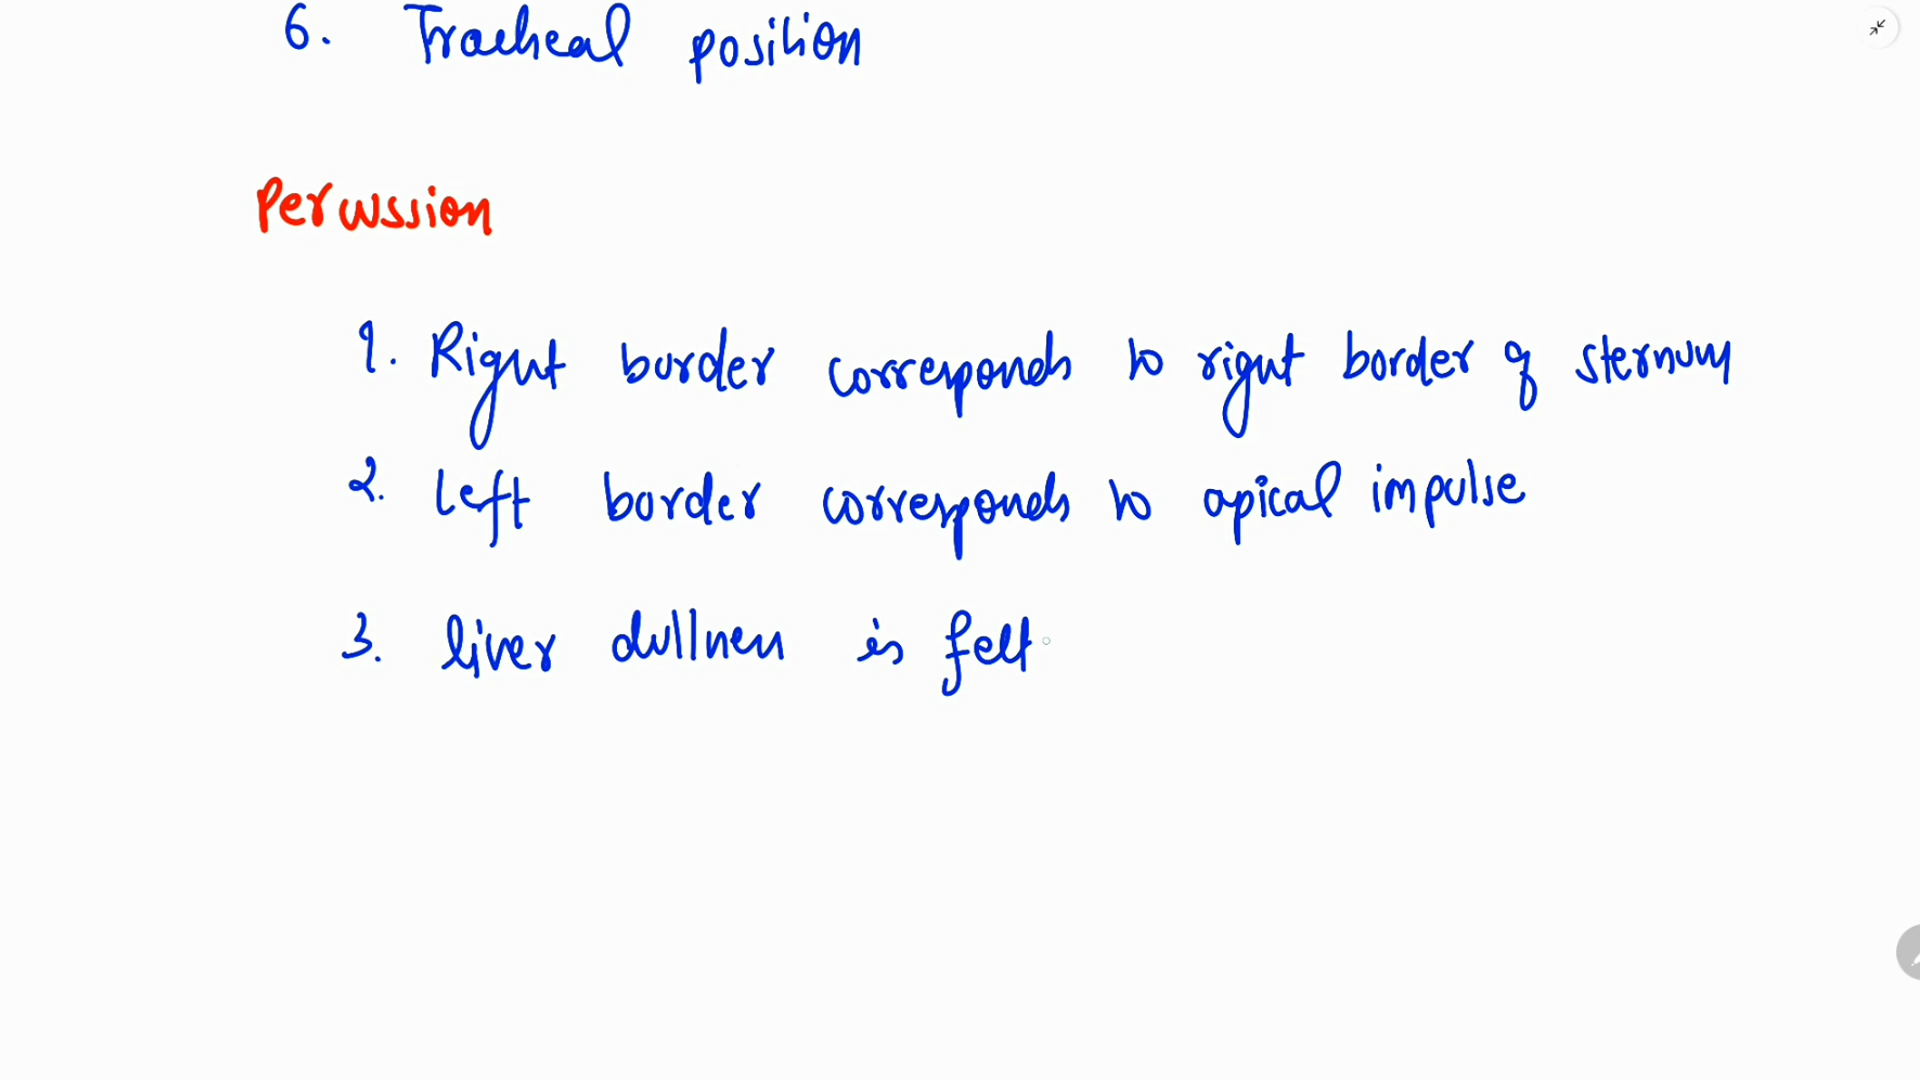 6. Tracheal position
Percussion
1. Right border corresponds to right border of sternum
2. Left border corresponds to apical impulse
3. liver dullness is felt